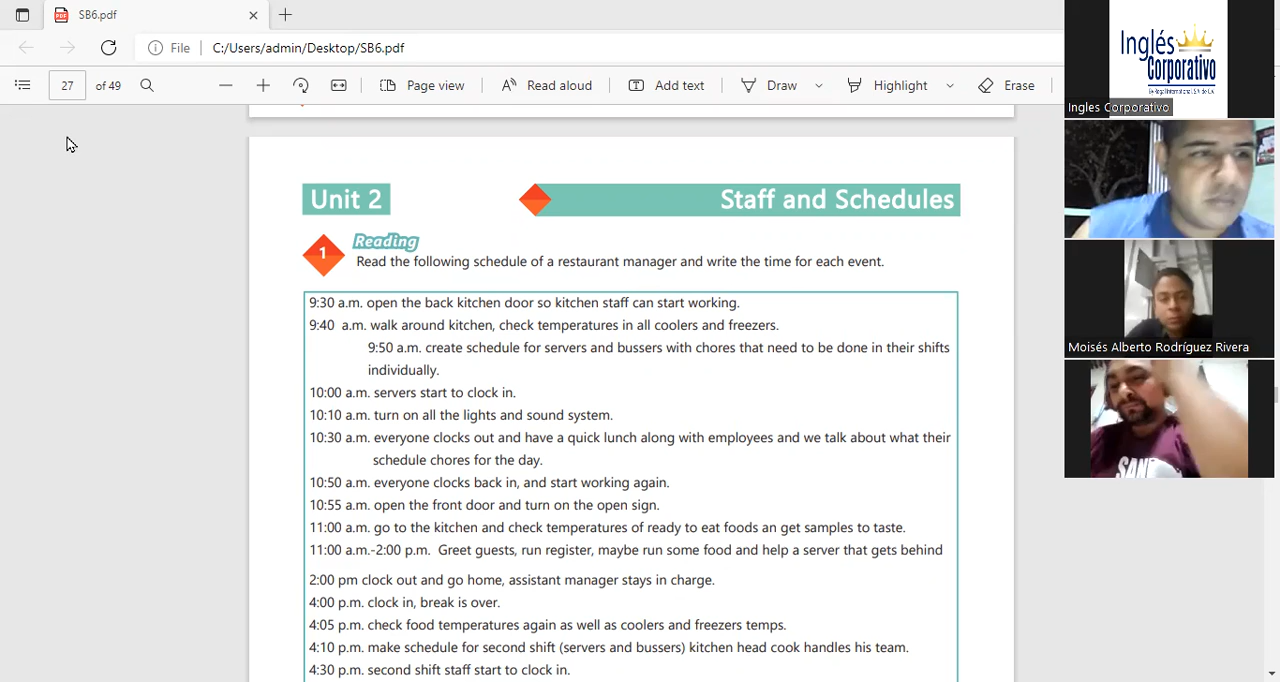 SB6.pdf
File C:/Users/admin/Desktop/SB6.pdf
27 of 49 Page view Read aloud Add text Draw Highlight Erase
Unit 2 Staff and Schedules
1 Reading
Read the following schedule of a restaurant manager and write the time for each event.
9:30 a.m. open the back kitchen door so kitchen staff can start working.
9:40 a.m. walk around kitchen, check temperatures in all coolers and freezers.
9:50 a.m. create schedule for servers and bussers with chores that need to be done in their shifts
individually.
10:00 a.m. servers start to clock in.
10:10 a.m. turn on all the lights and sound system.
10:30 a.m. everyone clocks out and have a quick lunch along with employees and we talk about what their
schedule chores for the day.
10:50 a.m. everyone clocks back in, and start working again.
10:55 a.m. open the front door and turn on the open sign.
11:00 a.m. go to the kitchen and check temperatures of ready to eat foods an get samples to taste.
11:00 a.m.-2:00 p.m. Greet guests, run register, maybe run some food and help a server that gets behind
2:00 pm clock out and go home, assistant manager stays in charge.
4:00 p.m. clock in, break is over.
4:05 p.m. check food temperatures again as well as coolers and freezers temps.
4:10 p.m. make schedule for second shift (servers and bussers) kitchen head cook handles his team.
4:30 p.m. second shift staff start to clock in.
Inglés
Corporativo
Ingles Corporativo
Moisés Alberto Rodríguez Rivera